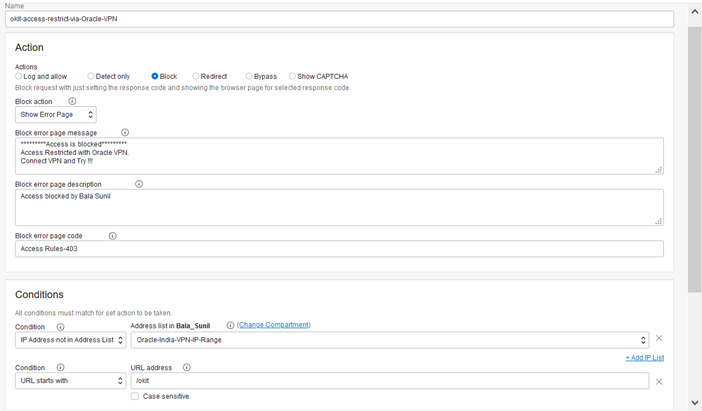 Name
okit-access-restrict-via-Oracle-VPN
Action
Actions
Log and allow Detect only Block Redirect Bypass Show CAPTCHA
Block request with just setting the response code and showing the browser page for selected response code.
Block action
Show Error Page
Block error page message
*********Access is blocked*********
Access Restricted with Oracle VPN.
Connect VPN and Try !!!
Block error page description
Access blocked by Bala Sunil
Block error page code
Access Rules-403
Conditions
All conditions must match for set action to be taken.
Condition Address list in Bala_Sunil (Change Compartment)
IP Address not in Address List Oracle-India-VPN-IP-Range
+ Add IP List
Condition URL address
URL starts with /okit
Case sensitive